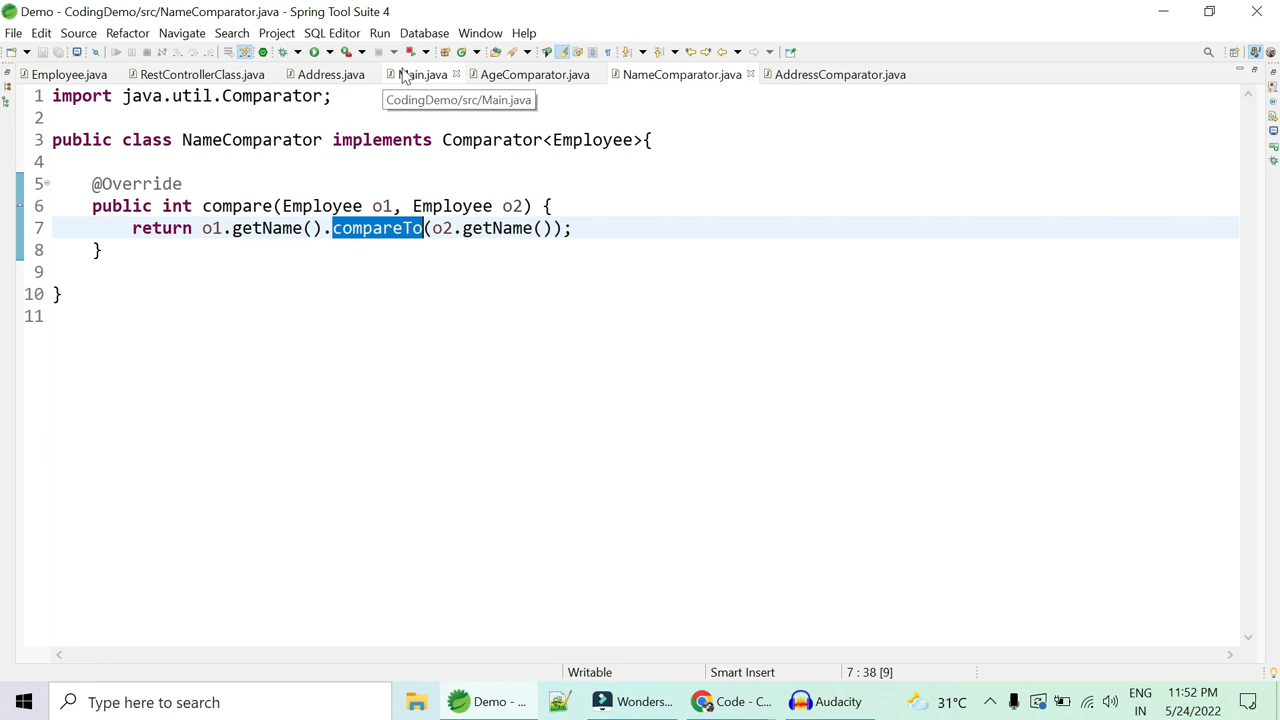 Demo - CodingDemo/src/NameComparator.java - Spring Tool Suite 4
File Edit Source Refactor Navigate Search Project SQL Editor Run Database Window Help
Employee.java RestControllerClass.java Address.java Main.java AgeComparator.java NameComparator.java AddressComparator.java
CodingDemo/src/Main.java
1 import java.util.Comparator;
2
3 public class NameComparator implements Comparator<Employee>{
4
5 @Override
6 public int compare(Employee o1, Employee o2) {
7 return o1.getName().compareTo(o2.getName());
8 }
9
10 }
11
Writable Smart Insert 7 : 38 [9]
Type here to search Demo - ... Wonders... Code - C... Audacity 31°C ENG 11:52 PM
IN 5/24/2022